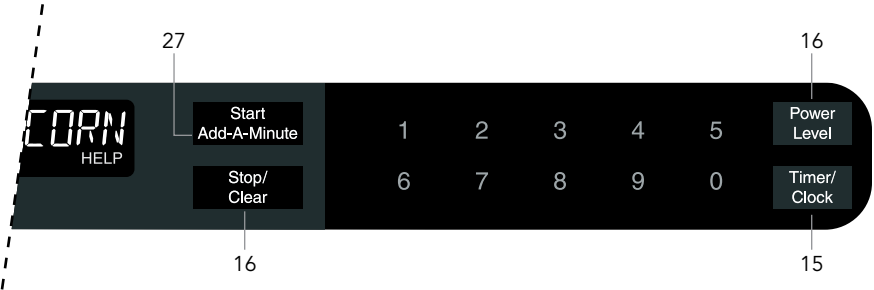 27
16
CORN
HELP
Start
Add-A-Minute
Stop/
Clear
1 2 3 4 5
6 7 8 9 0
Power
Level
Timer/
Clock
16
15